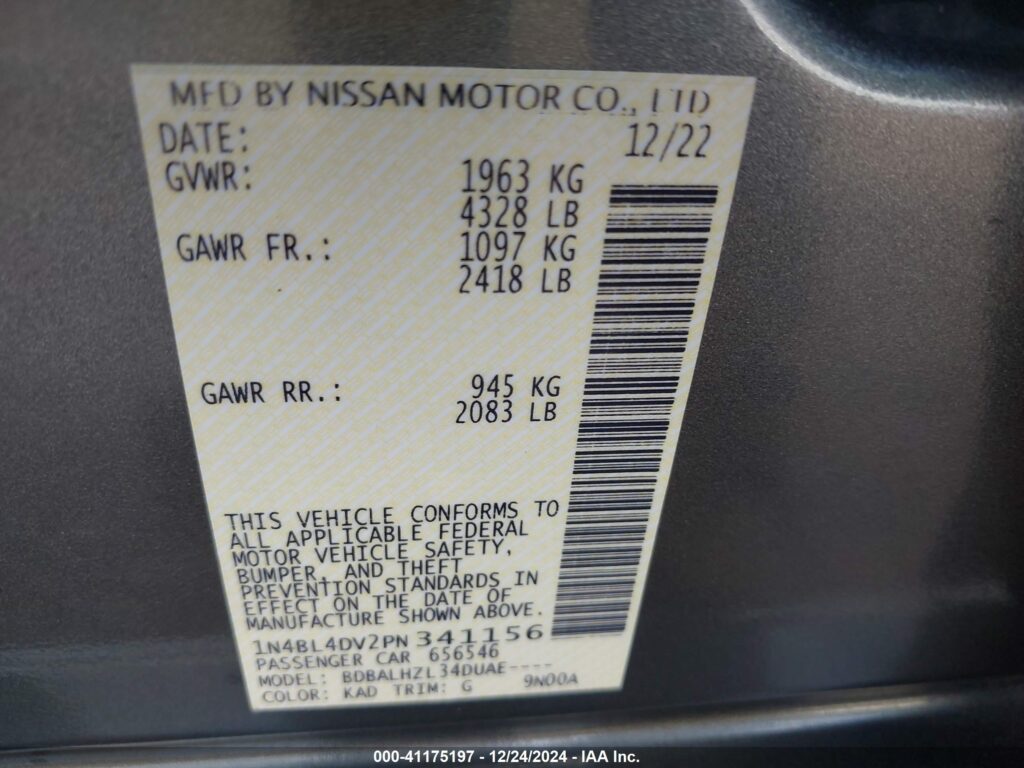 MFD BY NISSAN MOTOR CO., LTD
DATE: 12/22
GVWR: 1963 KG
4328 LB
GAWR FR.: 1097 KG
2418 LB
GAWR RR.: 945 KG
2083 LB
THIS VEHICLE CONFORMS TO
ALL APPLICABLE FEDERAL
MOTOR VEHICLE SAFETY,
BUMPER, AND THEFT
PREVENTION STANDARDS IN
EFFECT ON THE DATE OF
MANUFACTURE SHOWN ABOVE.
1N4BL4DV2PN 341156
PASSENGER CAR 656546
MODEL: BDBALHZL34DUAE----
COLOR: KAD TRIM: G 9N00A
000-41175197 - 12/24/2024 - IAA Inc.